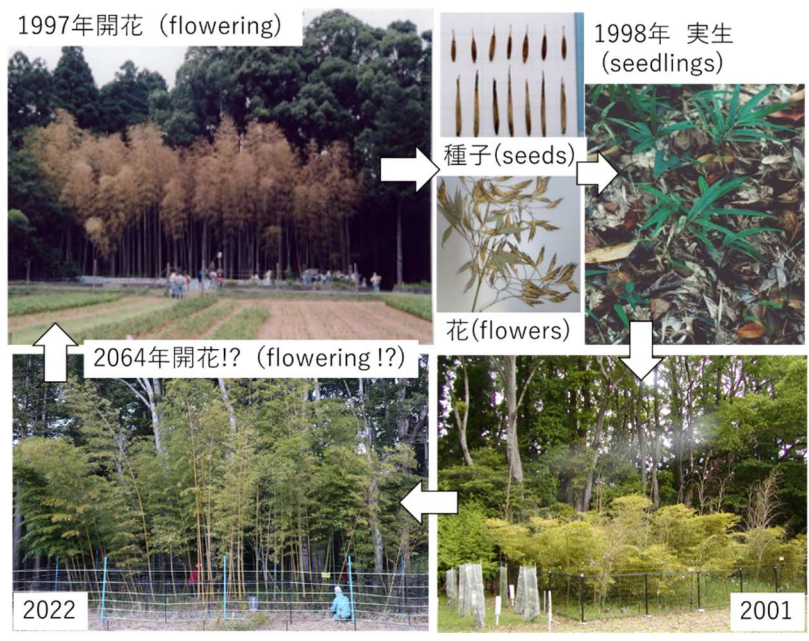 1997年開花（flowering）
種子(seeds)
花(flowers)
1998年 実生
(seedlings)
2001
2022
2064年開花!?（flowering !?）